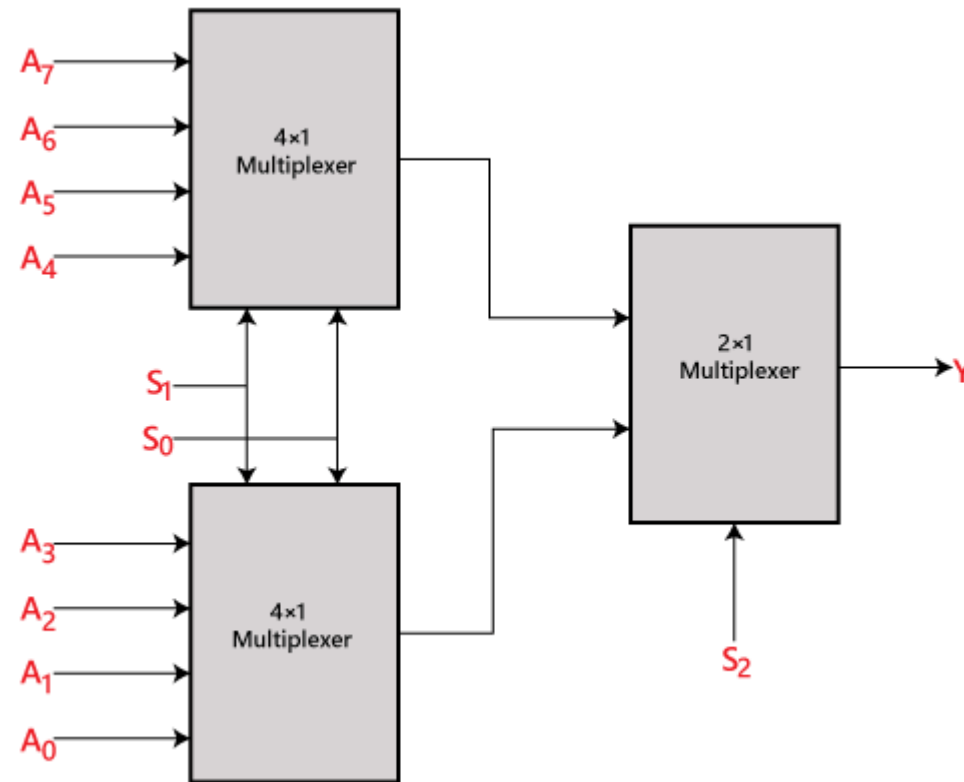 A₇
A₆
A₅
A₄
4×1
Multiplexer
S₁
S₀
A₃
A₂
A₁
A₀
4×1
Multiplexer
2×1
Multiplexer
Y
S₂